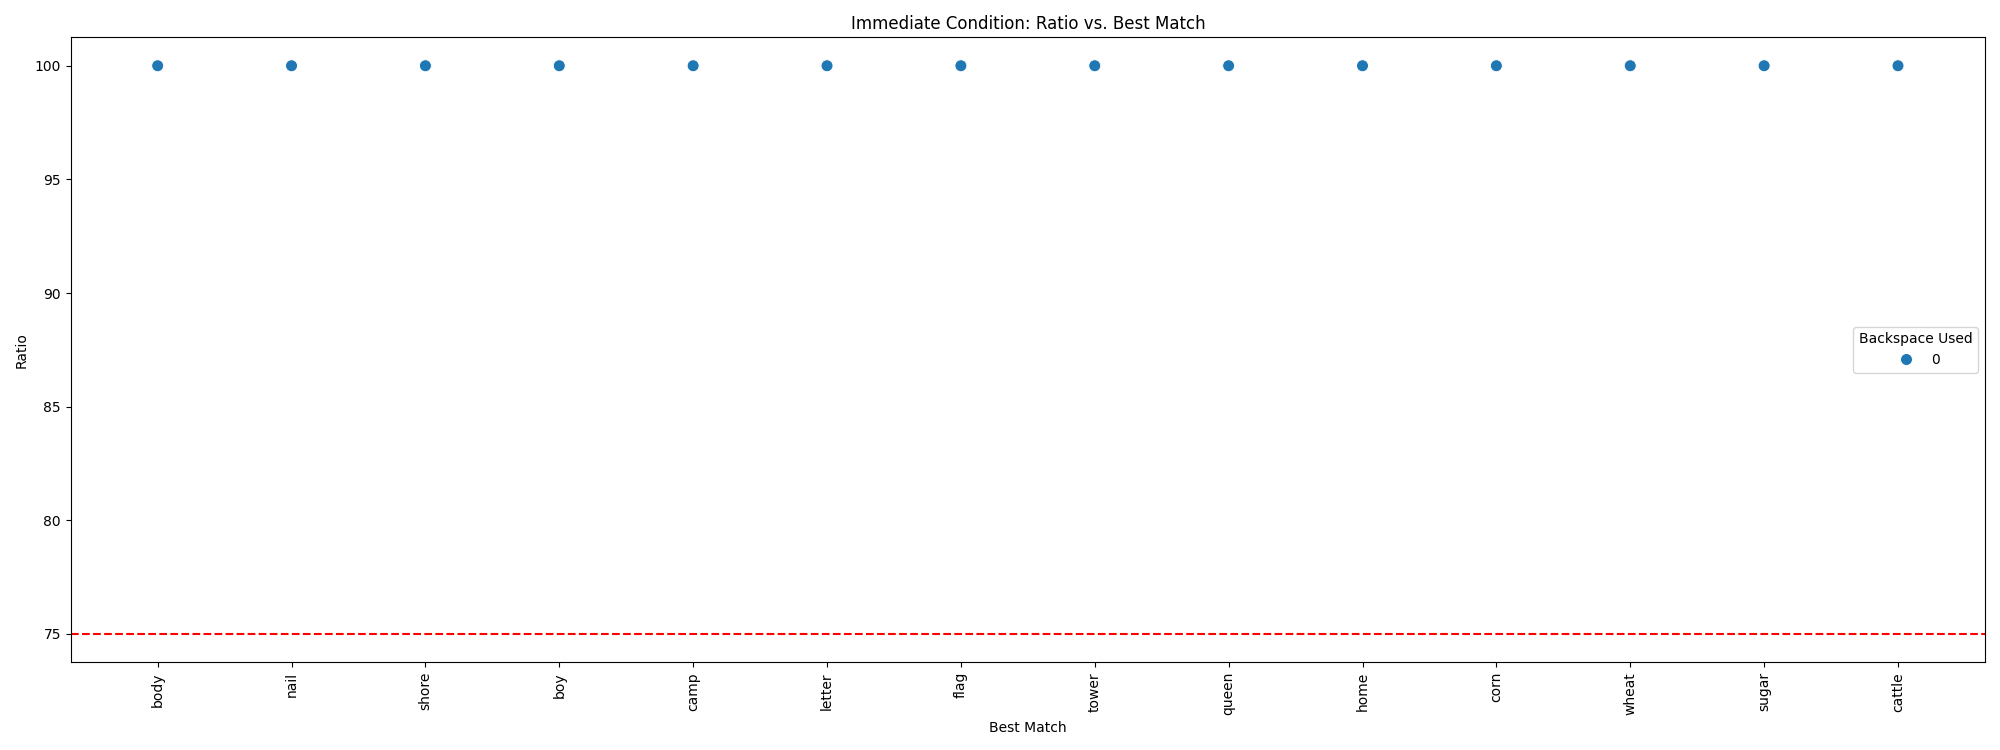 Immediate Condition: Ratio vs. Best Match
100
95
90
85
80
75
Ratio
Backspace Used
0
body nail shore boy camp letter flag tower queen home corn wheat sugar cattle
Best Match